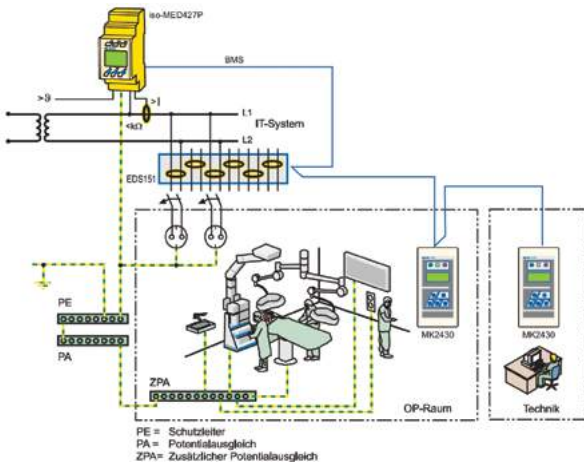 iso-MED427P
BMS
>ϑ
>I
<kΩ
L1
IT-System
L2
EDS151
PE
PA
MK2430
MK2430
ZPA
OP-Raum
Technik
PE = Schutzleiter
PA = Potentialausgleich
ZPA= Zusätzlicher Potentialausgleich